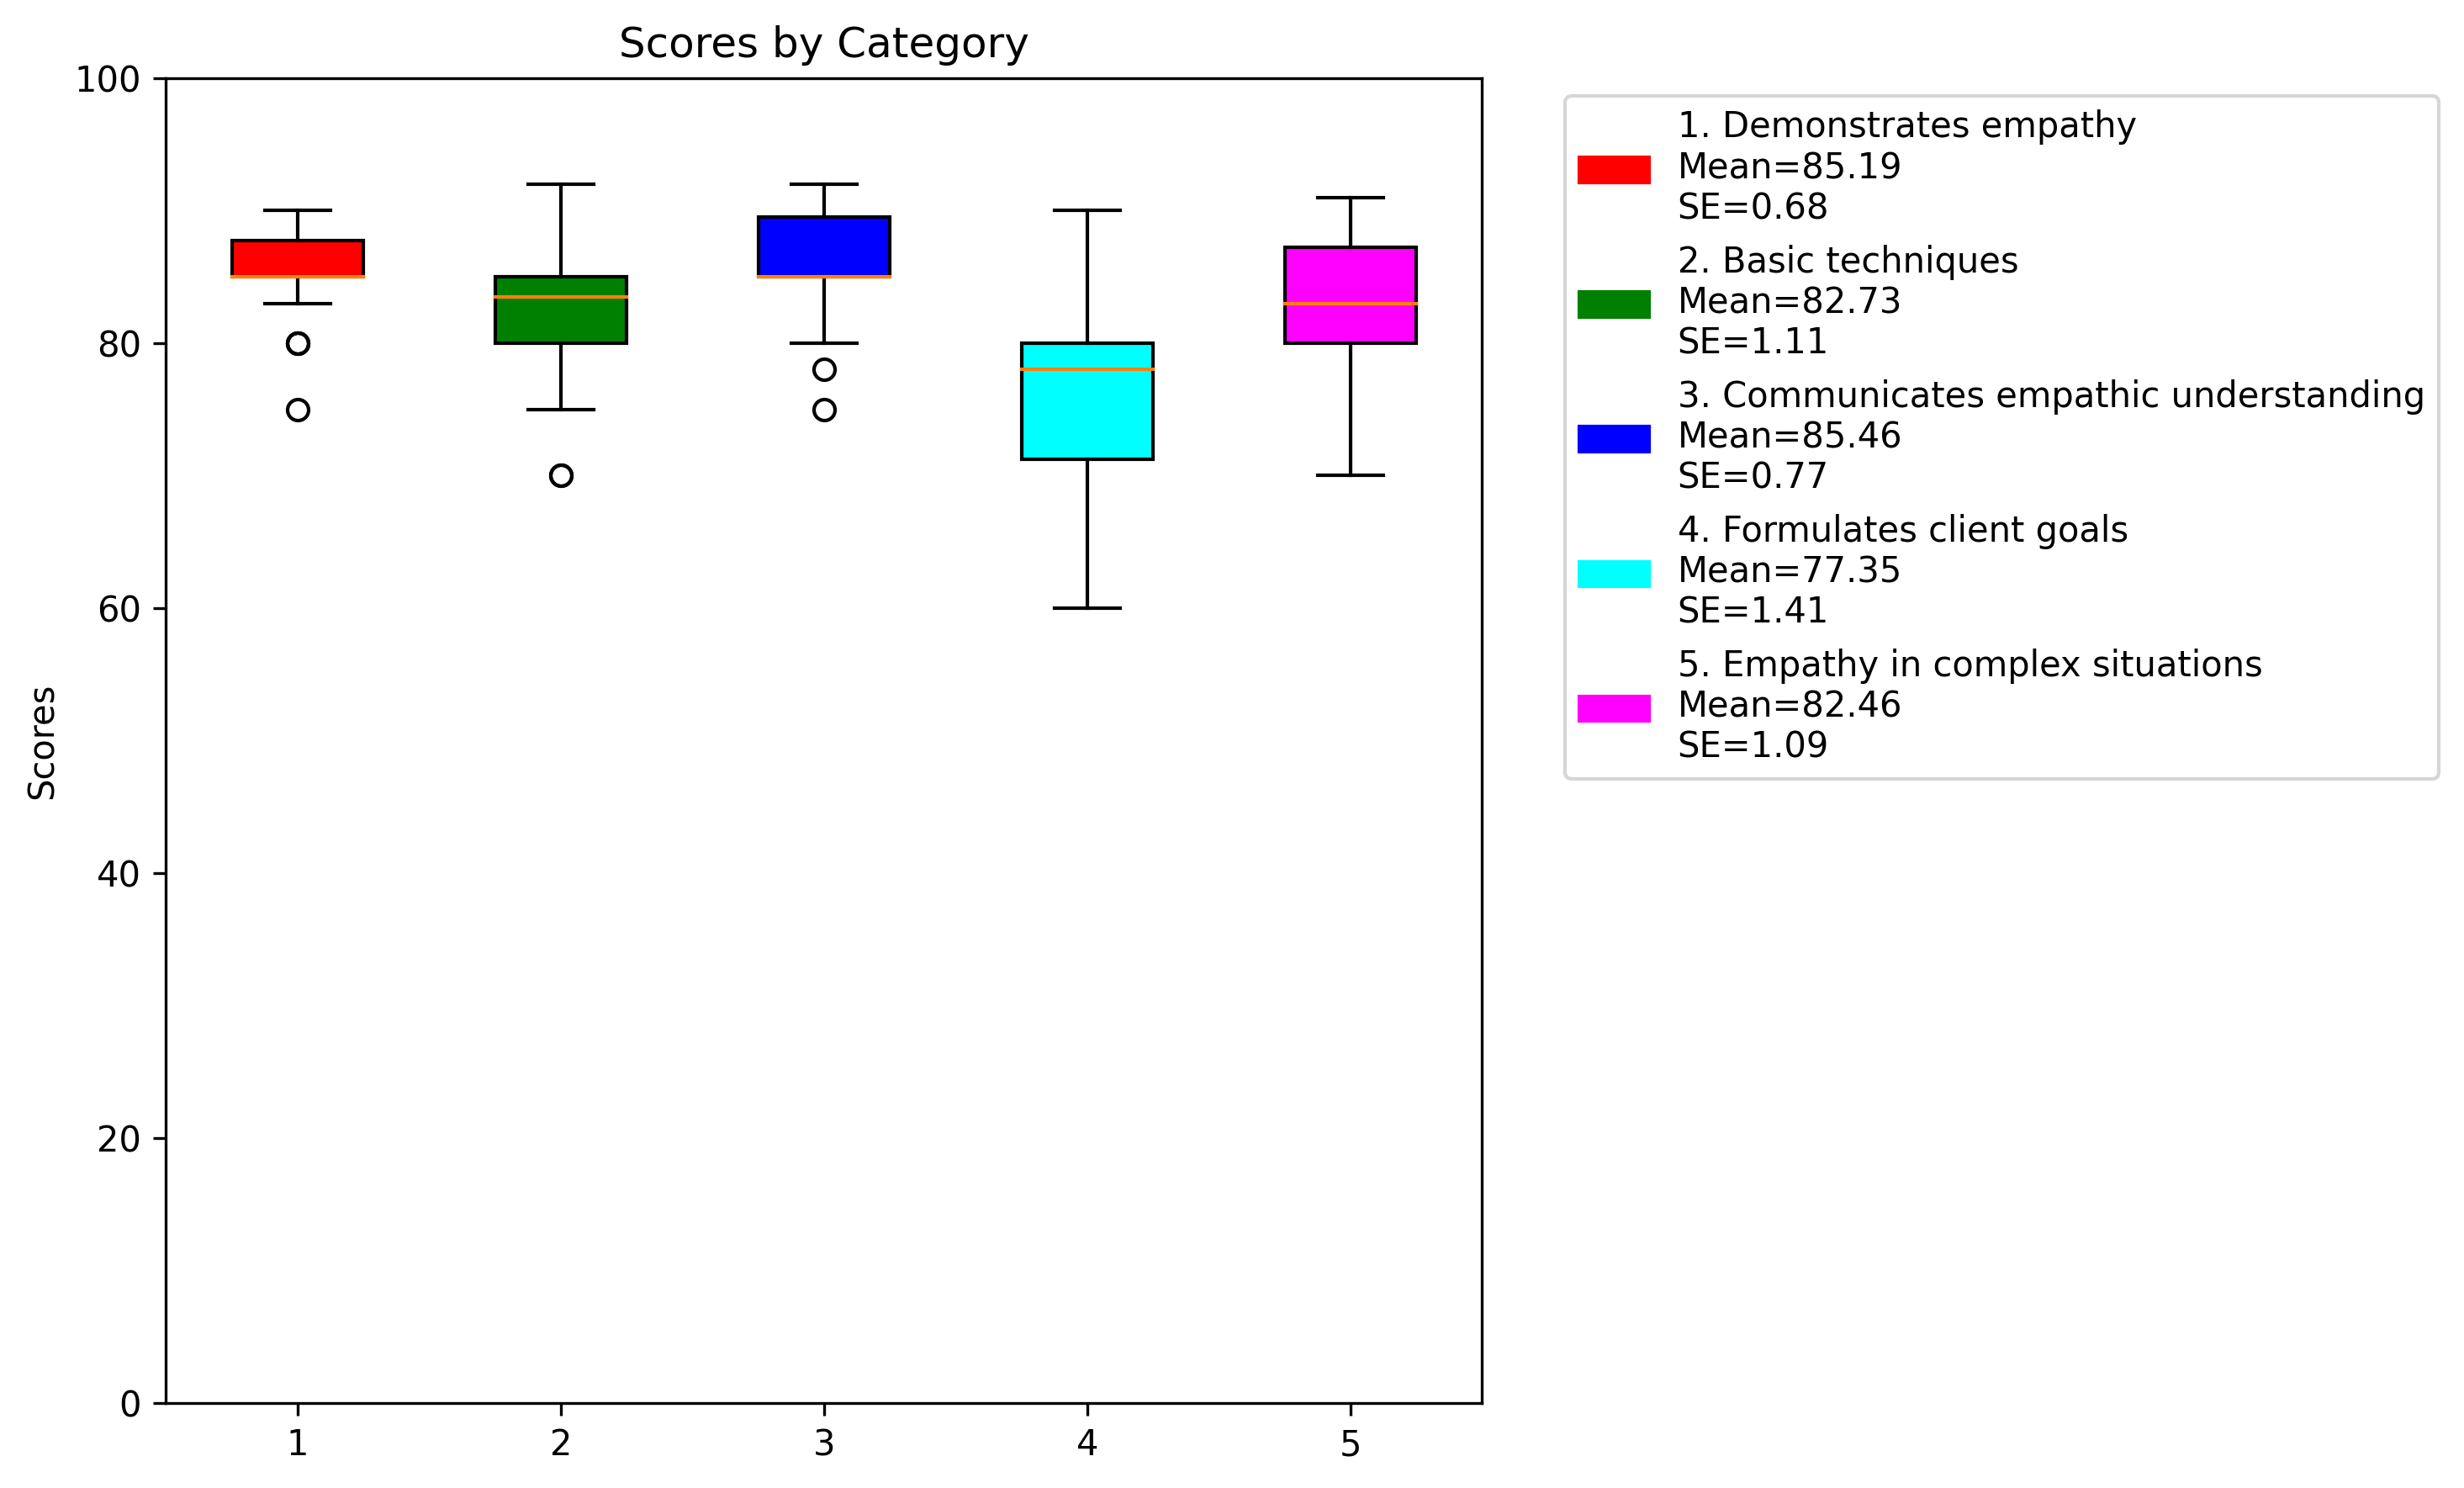 Scores by Category
100
80
60
40
20
0
Scores
1
2
3
4
5
1. Demonstrates empathy
Mean=85.19
SE=0.68
2. Basic techniques
Mean=82.73
SE=1.11
3. Communicates empathic understanding
Mean=85.46
SE=0.77
4. Formulates client goals
Mean=77.35
SE=1.41
5. Empathy in complex situations
Mean=82.46
SE=1.09